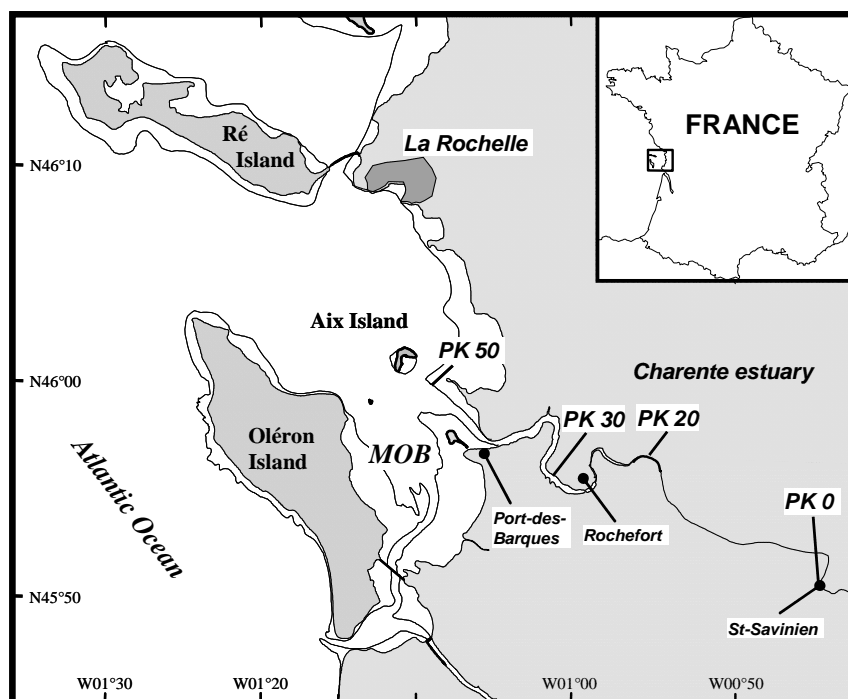 FRANCE
La Rochelle
Ré
Island
N46°10
Aix Island
PK 50
Charente estuary
N46°00
PK 30
PK 20
Oléron
Island
MOB
Atlantic Ocean
PK 0
Port-des-
Barques
Rochefort
N45°50
St-Savinien
W01°30
W01°20
W01°00
W00°50